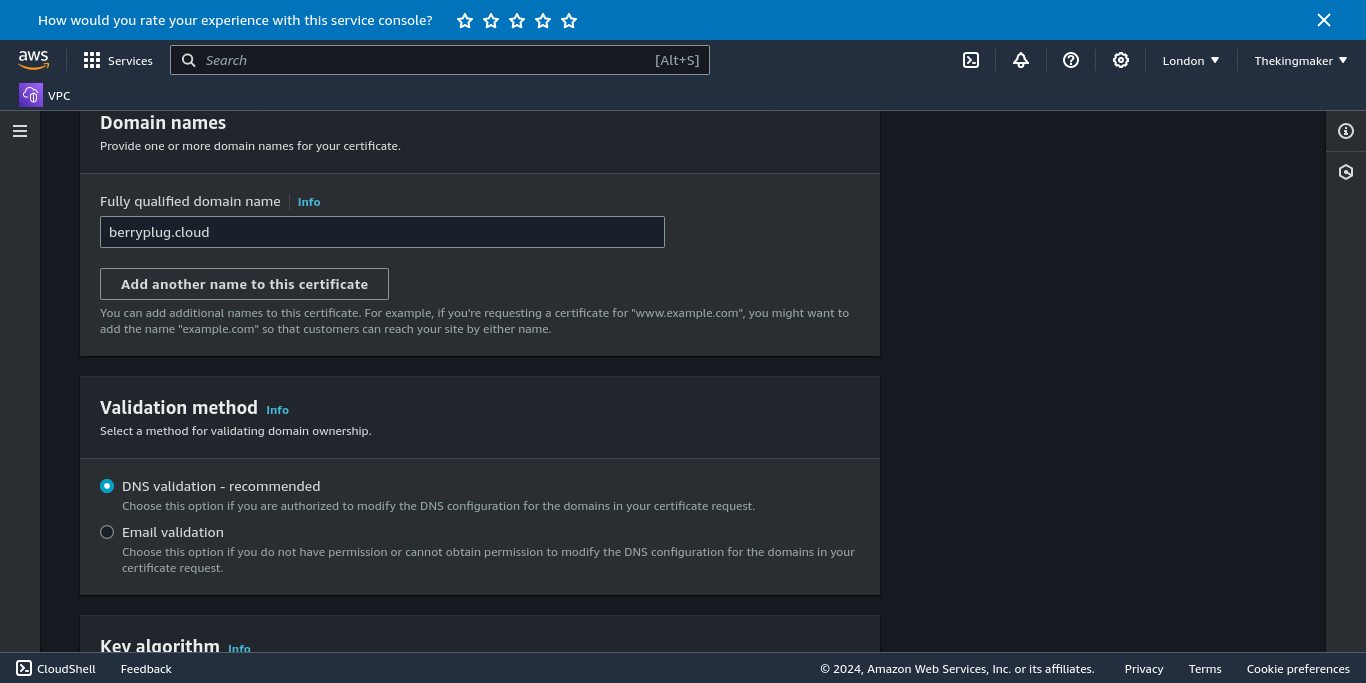 How would you rate your experience with this service console?
aws
Services
Search
[Alt+S]
London
Thekingmaker
VPC
Domain names
Provide one or more domain names for your certificate.
Fully qualified domain name
Info
berryplug.cloud
Add another name to this certificate
You can add additional names to this certificate. For example, if you're requesting a certificate for "www.example.com", you might want to
add the name "example.com" so that customers can reach your site by either name.
Validation method Info
Select a method for validating domain ownership.
DNS validation - recommended
Choose this option if you are authorized to modify the DNS configuration for the domains in your certificate request.
Email validation
Choose this option if you do not have permission or cannot obtain permission to modify the DNS configuration for the domains in your
certificate request.
Key algorithm Info
CloudShell
Feedback
© 2024, Amazon Web Services, Inc. or its affiliates.
Privacy
Terms
Cookie preferences